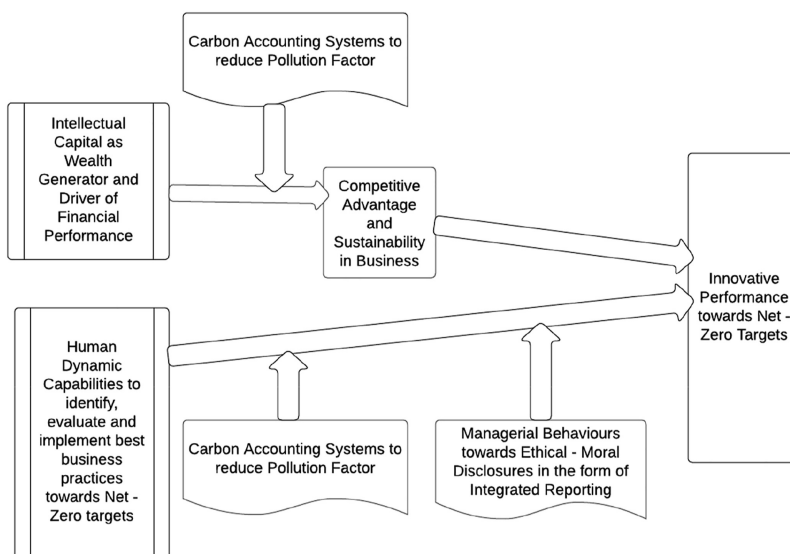 Carbon Accounting Systems to
reduce Pollution Factor
Intellectual
Capital as
Wealth
Generator and
Driver of
Financial
Performance
Competitive
Advantage
and
Sustainability
in Business
Innovative
Performance
towards Net -
Zero Targets
Human
Dynamic
Capabilities to
identify,
evaluate and
implement best
business
practices
towards Net -
Zero targets
Carbon Accounting Systems to
reduce Pollution Factor
Managerial Behaviours
towards Ethical - Moral
Disclosures in the form of
Integrated Reporting